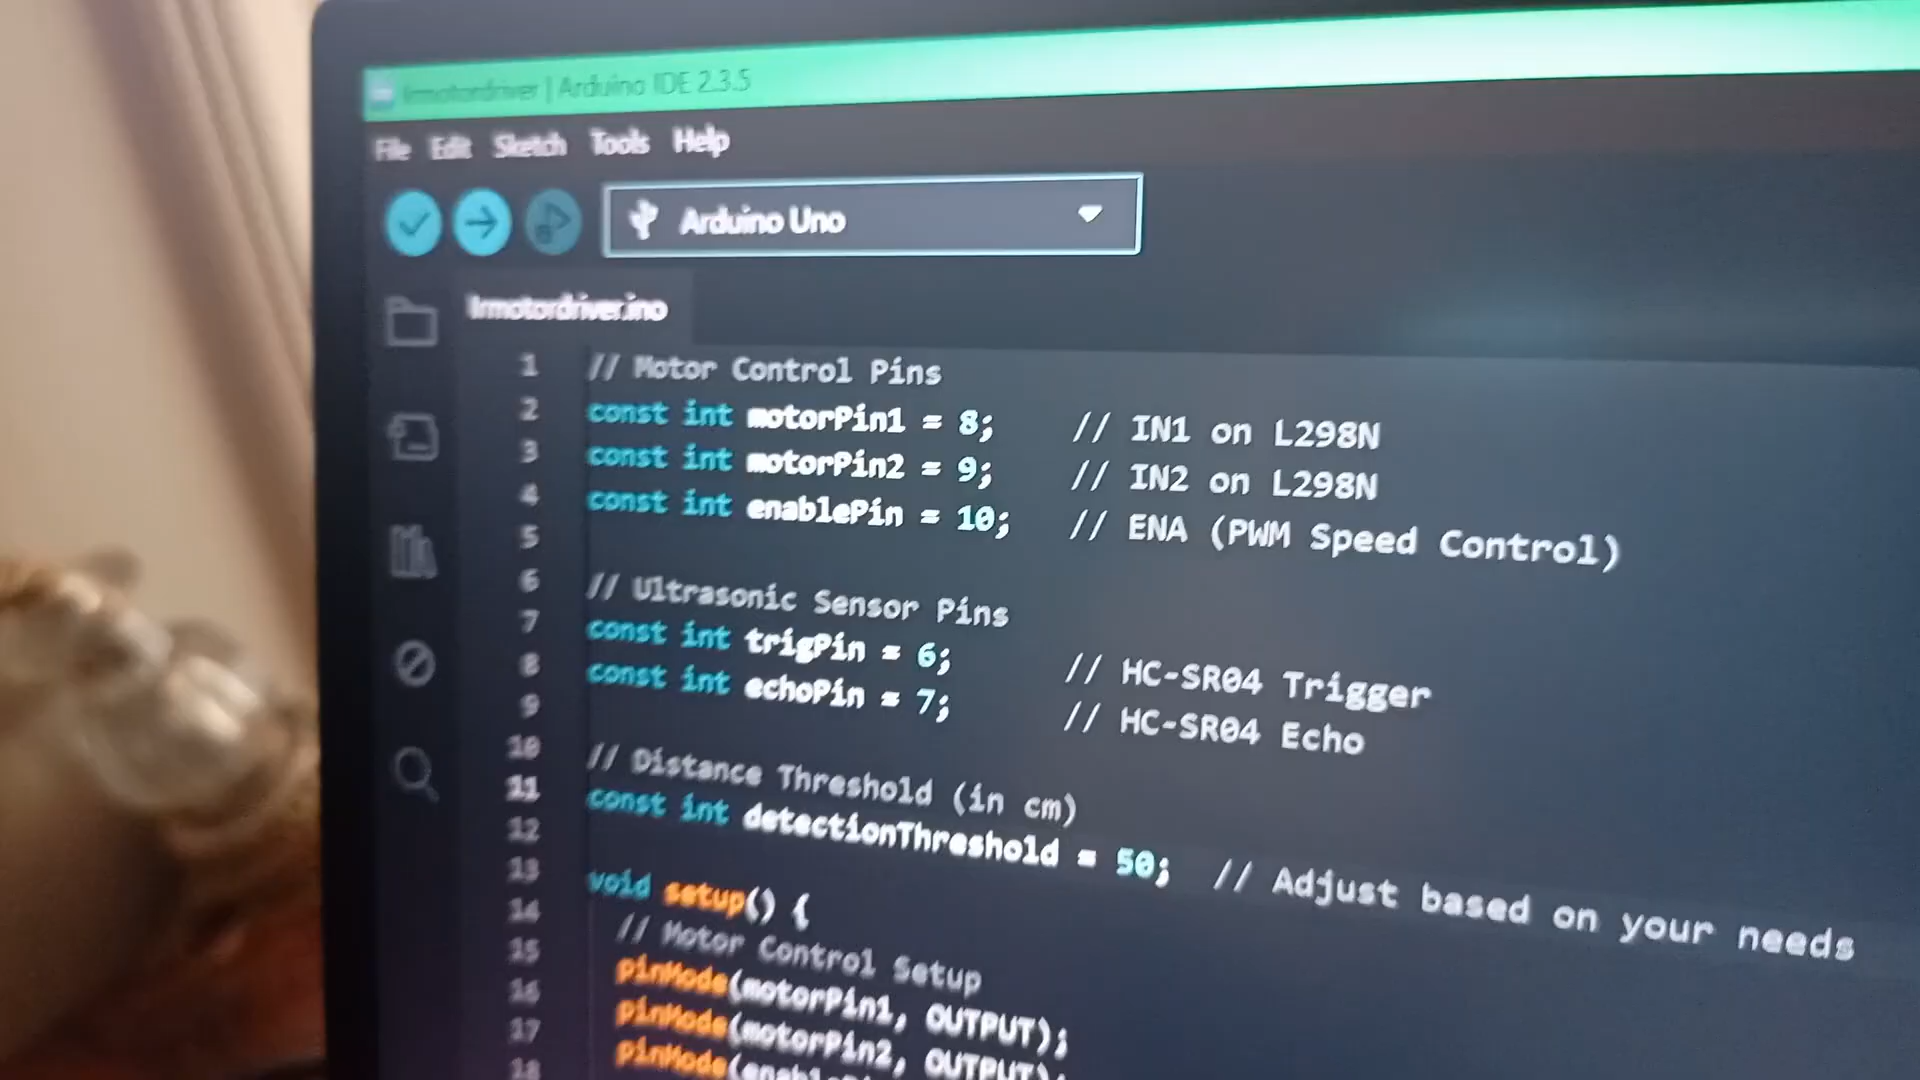 Irmotordriver | Arduino IDE 2.3.5
File Edit Sketch Tools Help
Arduino Uno
Irmotordriver.ino
1 // Motor Control Pins
2 const int motorPin1 = 8; // IN1 on L298N
3 const int motorPin2 = 9; // IN2 on L298N
4 const int enablePin = 10; // ENA (PWM Speed Control)
5
6 // Ultrasonic Sensor Pins
7 const int trigPin = 6; // HC-SR04 Trigger
8 const int echoPin = 7; // HC-SR04 Echo
9
10 // Distance Threshold (in cm)
11 const int detectionThreshold = 50; // Adjust based on your needs
12
13 void setup() {
14 // Motor Control Setup
15 pinMode(motorPin1, OUTPUT);
16 pinMode(motorPin2, OUTPUT);
17 pinMode(
18